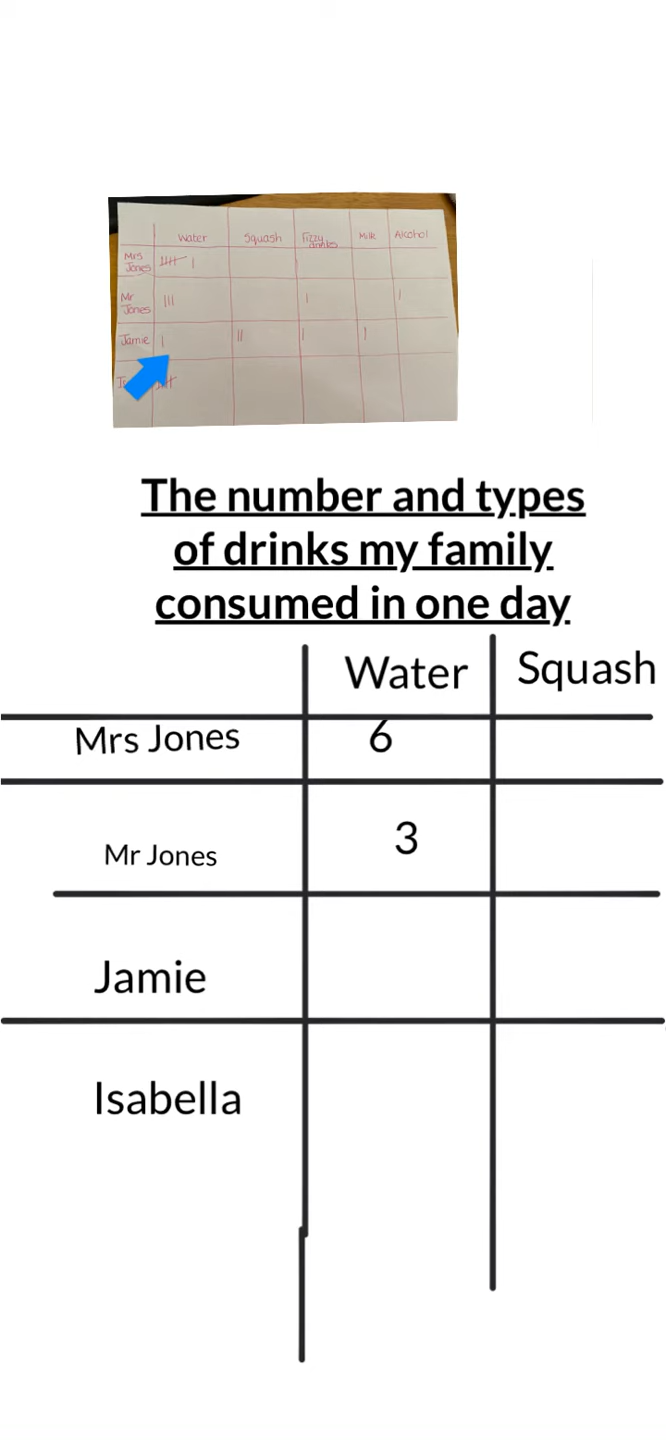 Water Squash Fizzy drinks Milk Alcohol
Mrs Jones
Mr Jones
Jamie
The number and types
of drinks my family
consumed in one day
Water Squash
Mrs Jones 6
Mr Jones 3
Jamie
Isabella